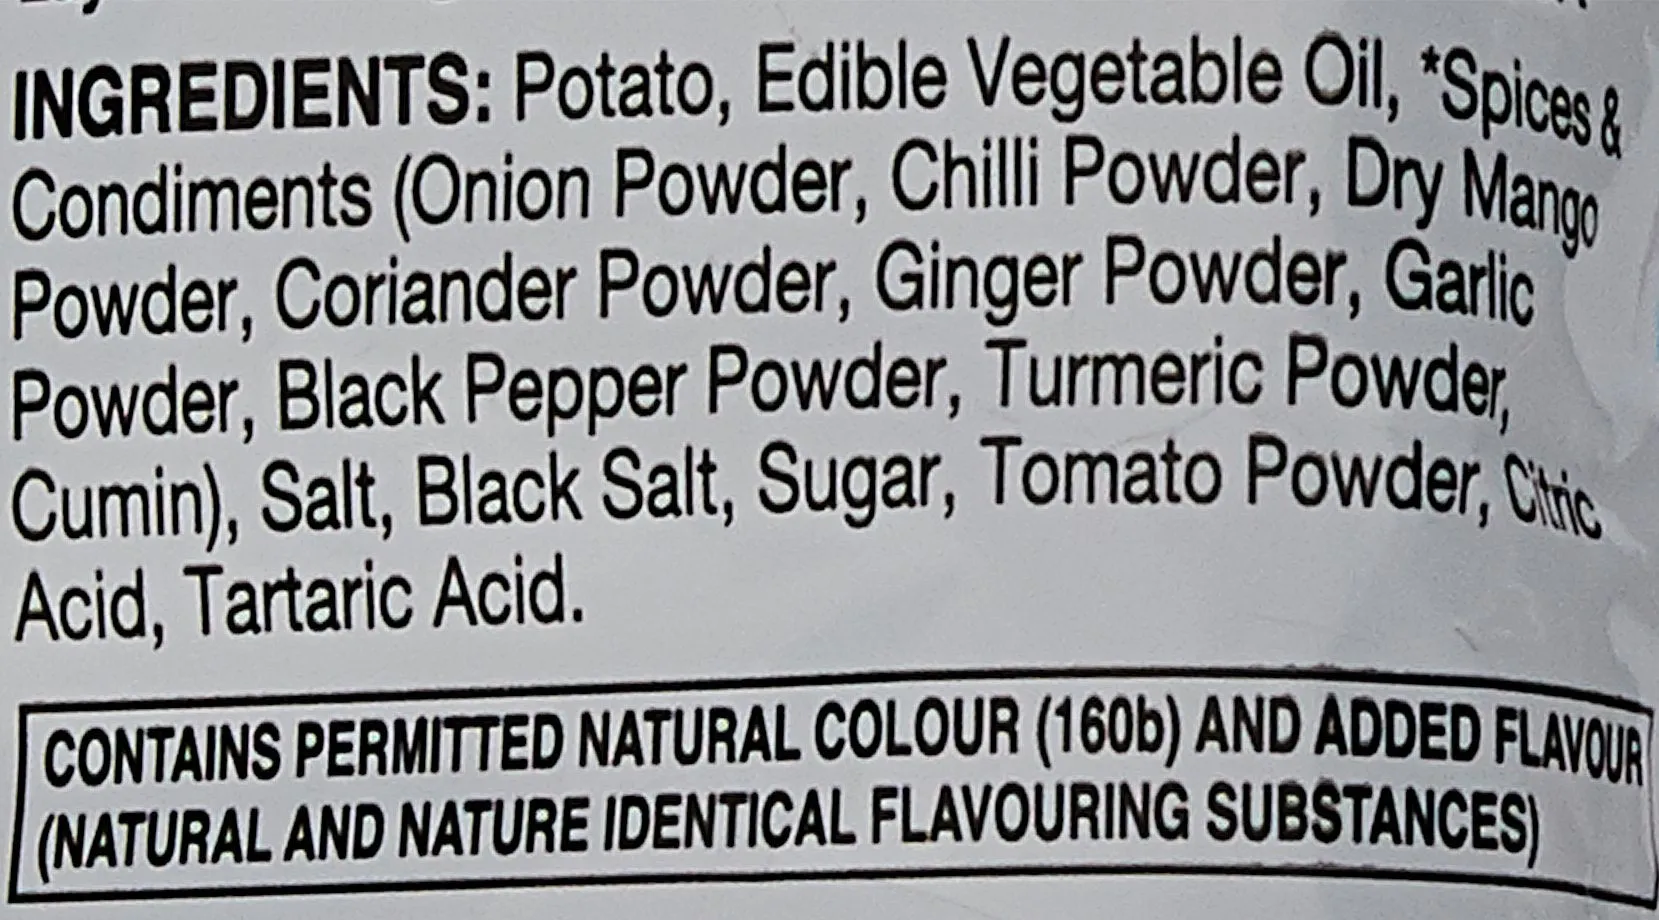 INGREDIENTS: Potato, Edible Vegetable Oil, *Spices &
Condiments (Onion Powder, Chilli Powder, Dry Mango
Powder, Coriander Powder, Ginger Powder, Garlic
Powder, Black Pepper Powder, Turmeric Powder,
Cumin), Salt, Black Salt, Sugar, Tomato Powder, Citric
Acid, Tartaric Acid.
CONTAINS PERMITTED NATURAL COLOUR (160b) AND ADDED FLAVOUR
(NATURAL AND NATURE IDENTICAL FLAVOURING SUBSTANCES)